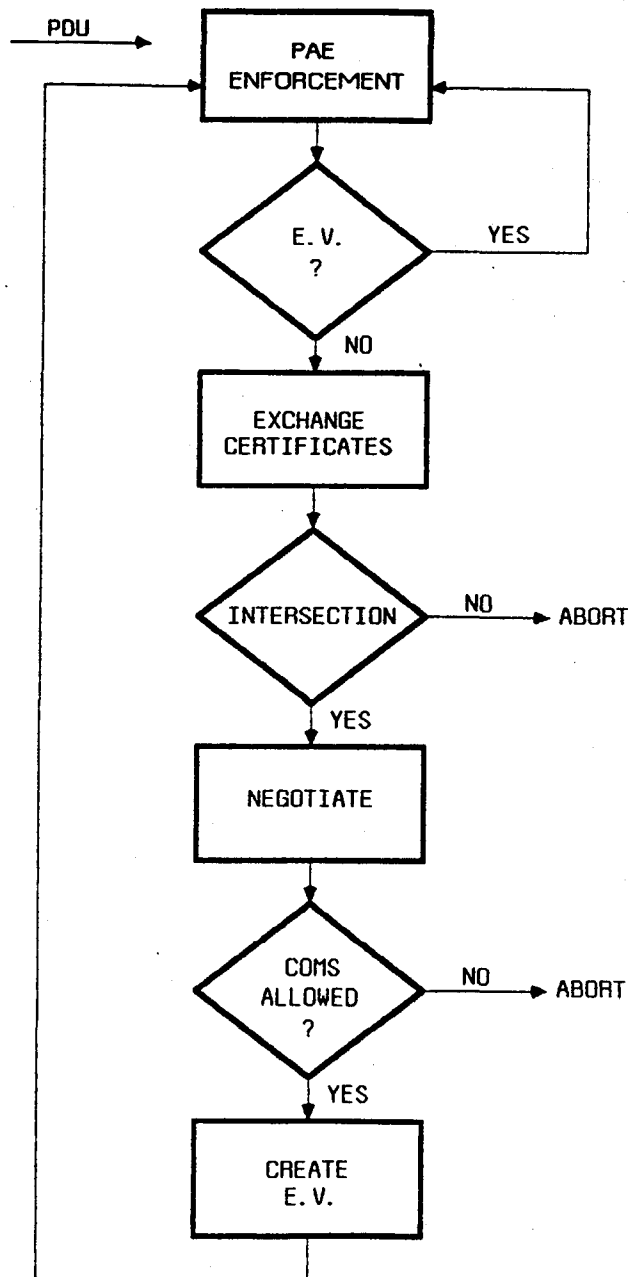 PDU
PAE
ENFORCEMENT
E.V.
?
YES
NO
EXCHANGE
CERTIFICATES
INTERSECTION
NO
ABORT
YES
NEGOTIATE
COMS
ALLOWED
?
NO
ABORT
YES
CREATE
E.V.